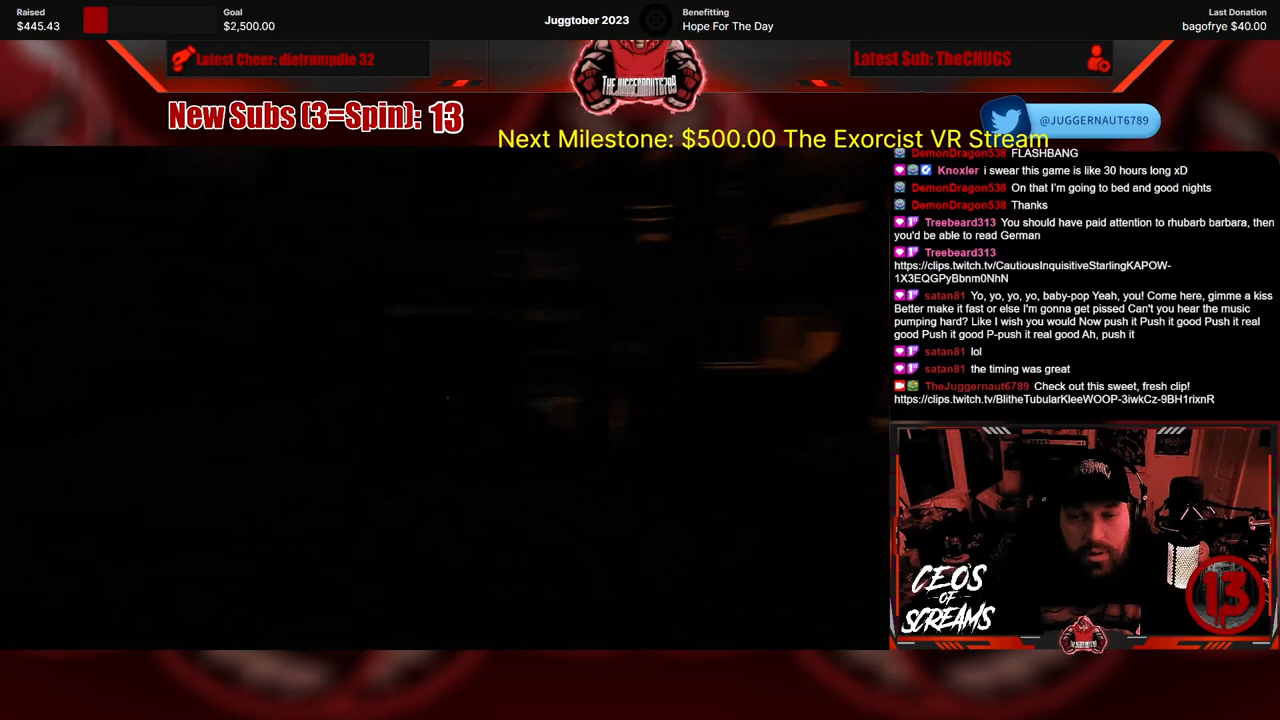 Raised
$445.43
Goal
$2,500.00
Juggtober 2023
Benefitting
Hope For The Day
Last Donation
bagofrye $40.00
Latest Cheer: dietrumpdie 32
THEJUGGERNAUT6789
Latest Sub: TheCHUGS
New Subs (3=Spin): 13
@JUGGERNAUT6789
Next Milestone: $500.00 The Exorcist VR Stream
DemonDragon538 FLASHBANG
Knoxler i swear this game is like 30 hours long xD
DemonDragon538 On that I'm going to bed and good nights
DemonDragon538 Thanks
Treebeard313 You should have paid attention to rhubarb barbara, then
you'd be able to read German
Treebeard313
https://clips.twitch.tv/CautiousInquisitiveStarlingKAPOW-
1X3EQGPyBbnm0NhN
satan81 Yo, yo, yo, yo, baby-pop Yeah, you! Come here, gimme a kiss
Better make it fast or else I'm gonna get pissed Can't you hear the music
pumping hard? Like I wish you would Now push it Push it good Push it real
good Push it good P-push it real good Ah, push it
satan81 lol
satan81 the timing was great
TheJuggernaut6789 Check out this sweet, fresh clip!
https://clips.twitch.tv/BlitheTubularKleeWOOP-3iwkCz-9BH1rixnR
CEOS
OF
SCREAMS
13